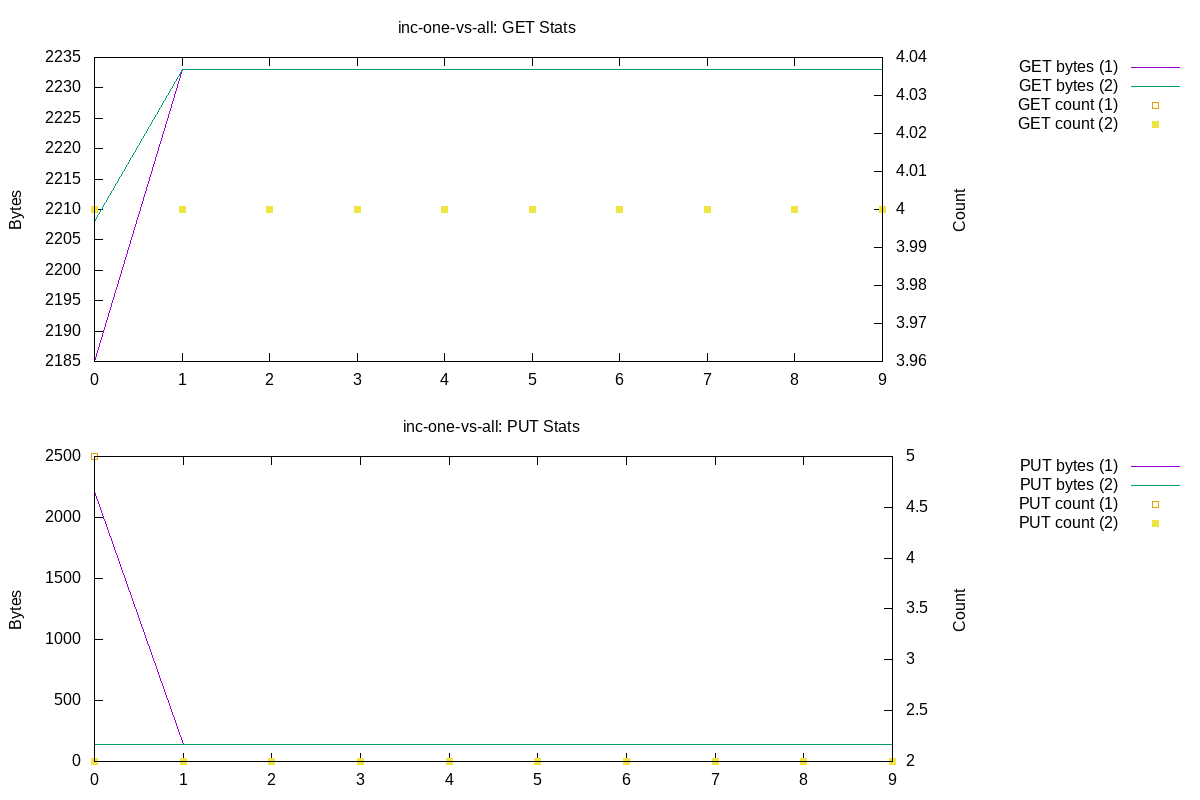 inc-one-vs-all: GET Stats
2235
2230
2225
2220
2215
2210
2205
2200
2195
2190
2185
Bytes
0 1 2 3 4 5 6 7 8 9
4.04
4.03
4.02
4.01
4
3.99
3.98
3.97
3.96
Count
GET bytes (1)
GET bytes (2)
GET count (1)
GET count (2)
inc-one-vs-all: PUT Stats
2500
2000
1500
1000
500
0
Bytes
0 1 2 3 4 5 6 7 8 9
5
4.5
4
3.5
3
2.5
2
Count
PUT bytes (1)
PUT bytes (2)
PUT count (1)
PUT count (2)